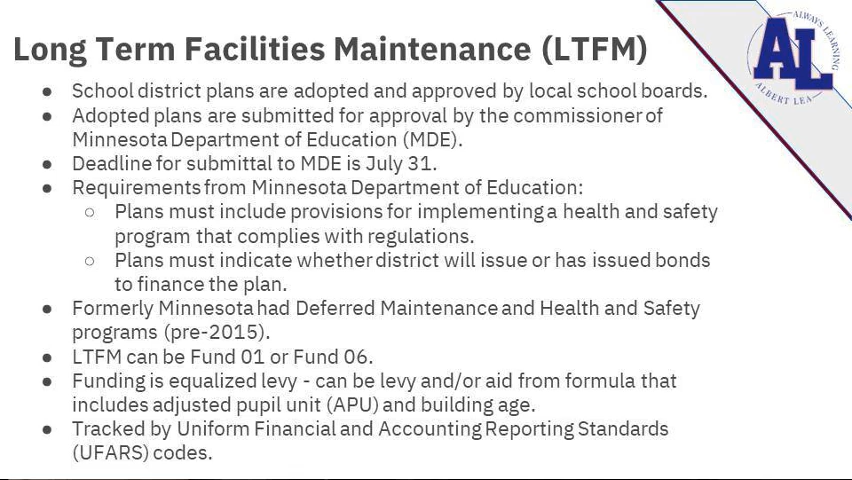 Long Term Facilities Maintenance (LTFM)
ALWAYS LEARNING
AL
ALBERT LEA
● School district plans are adopted and approved by local school boards.
● Adopted plans are submitted for approval by the commissioner of
Minnesota Department of Education (MDE).
● Deadline for submittal to MDE is July 31.
● Requirements from Minnesota Department of Education:
○ Plans must include provisions for implementing a health and safety
program that complies with regulations.
○ Plans must indicate whether district will issue or has issued bonds
to finance the plan.
● Formerly Minnesota had Deferred Maintenance and Health and Safety
programs (pre-2015).
● LTFM can be Fund 01 or Fund 06.
● Funding is equalized levy - can be levy and/or aid from formula that
includes adjusted pupil unit (APU) and building age.
● Tracked by Uniform Financial and Accounting Reporting Standards
(UFARS) codes.